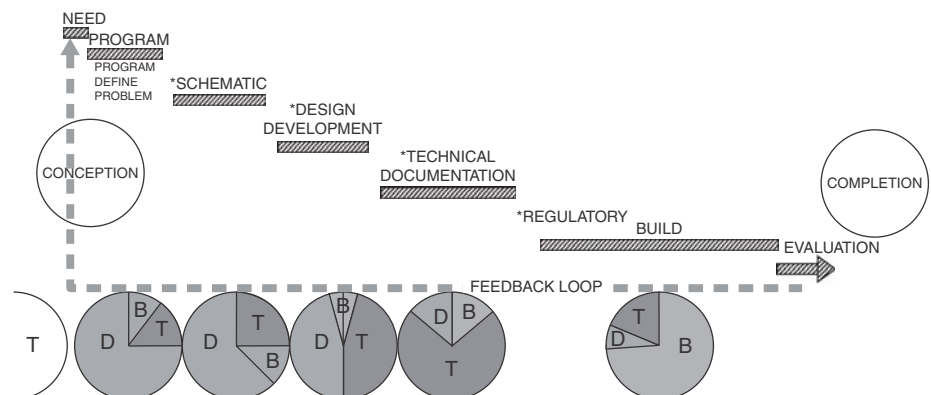 NEED
PROGRAM
PROGRAM
DEFINE
PROBLEM
*SCHEMATIC
*DESIGN
DEVELOPMENT
*TECHNICAL
DOCUMENTATION
CONCEPTION
COMPLETION
*REGULATORY
BUILD
EVALUATION
FEEDBACK LOOP
T
D B T
D T B
D B T
D B T
T D B